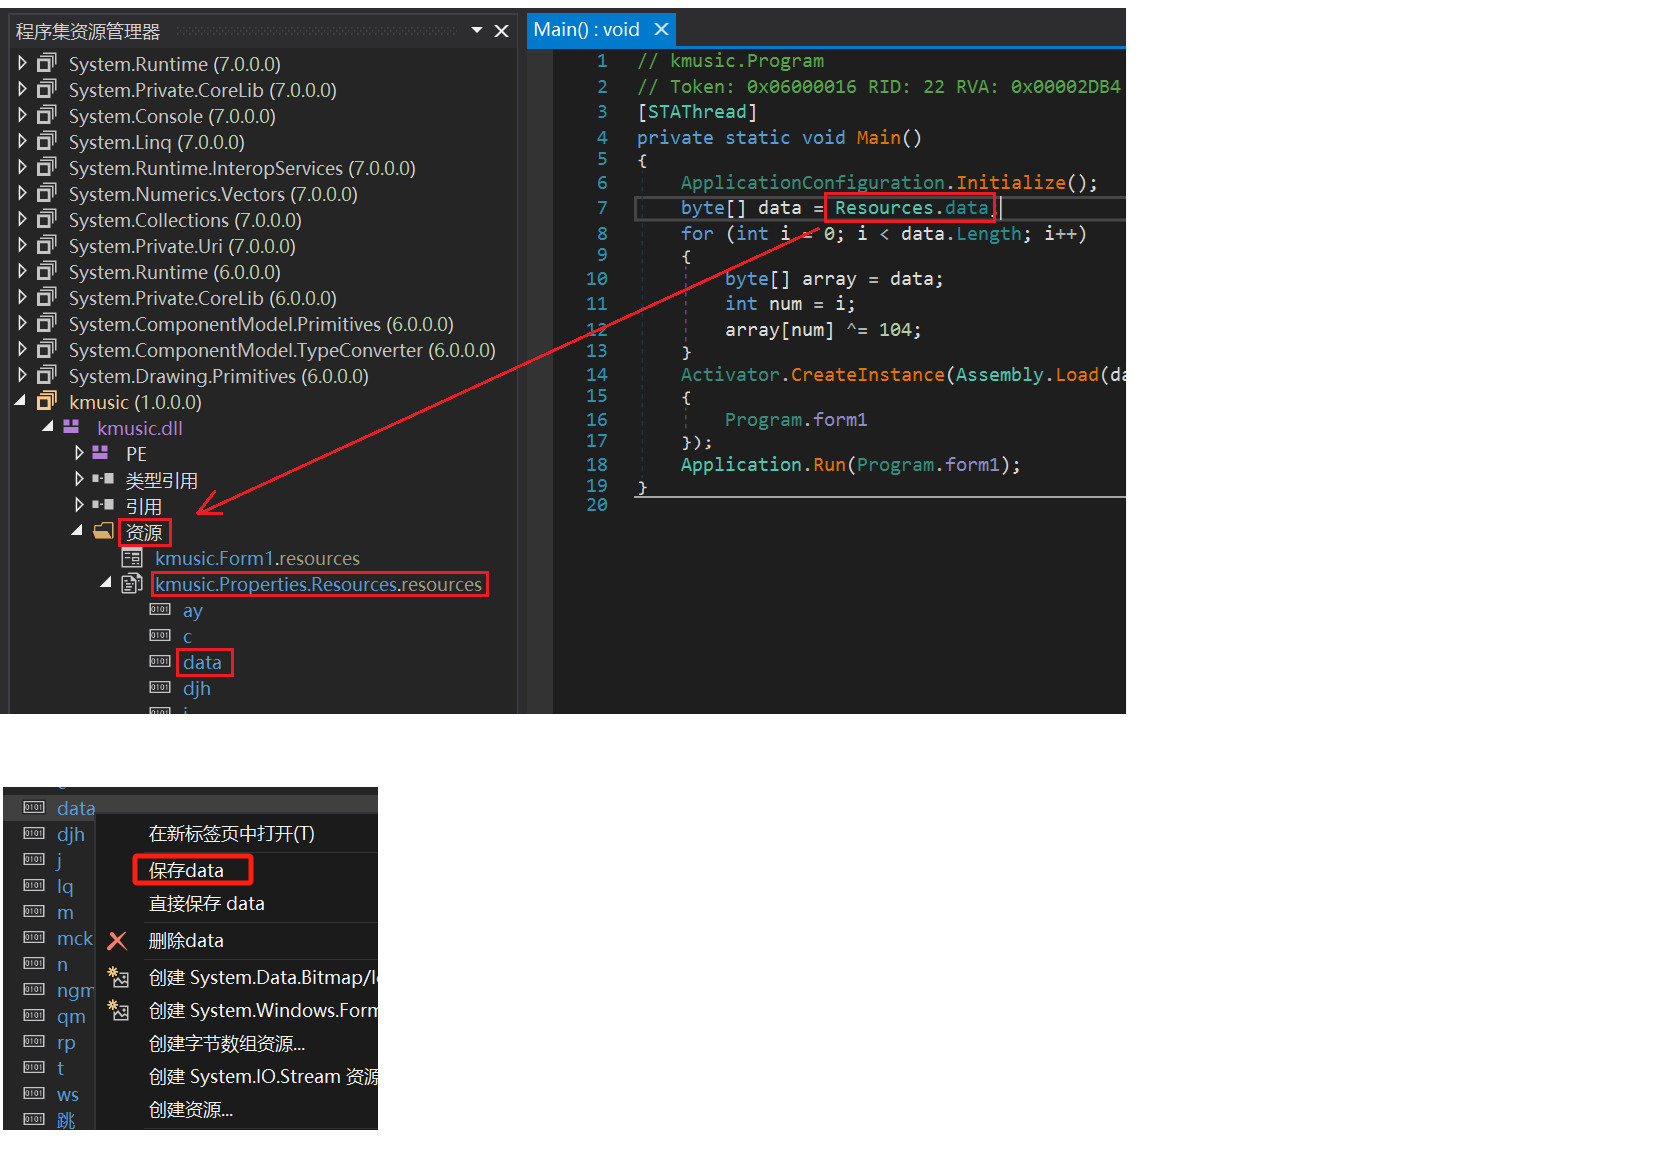 程序集资源管理器
System.Runtime (7.0.0.0)
System.Private.CoreLib (7.0.0.0)
System.Console (7.0.0.0)
System.Linq (7.0.0.0)
System.Runtime.InteropServices (7.0.0.0)
System.Numerics.Vectors (7.0.0.0)
System.Collections (7.0.0.0)
System.Private.Uri (7.0.0.0)
System.Runtime (6.0.0.0)
System.Private.CoreLib (6.0.0.0)
System.ComponentModel.Primitives (6.0.0.0)
System.ComponentModel.TypeConverter (6.0.0.0)
System.Drawing.Primitives (6.0.0.0)
kmusic (1.0.0.0)
kmusic.dll
PE
类型引用
引用
资源
kmusic.Form1.resources
kmusic.Properties.Resources.resources
ay
c
data
djh
Main() : void
1 // kmusic.Program
2 // Token: 0x06000016 RID: 22 RVA: 0x00002DB4
3 [STAThread]
4 private static void Main()
5 {
6 ApplicationConfiguration.Initialize();
7 byte[] data = Resources.data;
8 for (int i = 0; i < data.Length; i++)
9 {
10 byte[] array = data;
11 int num = i;
12 array[num] ^= 104;
13 }
14 Activator.CreateInstance(Assembly.Load(da
15 {
16 Program.form1
17 });
18 Application.Run(Program.form1);
19 }
20
data
djh
j
lq
m
mck
n
ngm
qm
rp
t
ws
跳
在新标签页中打开(T)
保存data
直接保存 data
删除data
创建 System.Data.Bitmap/I
创建 System.Windows.Form
创建字节数组资源...
创建 System.IO.Stream 资源
创建资源...